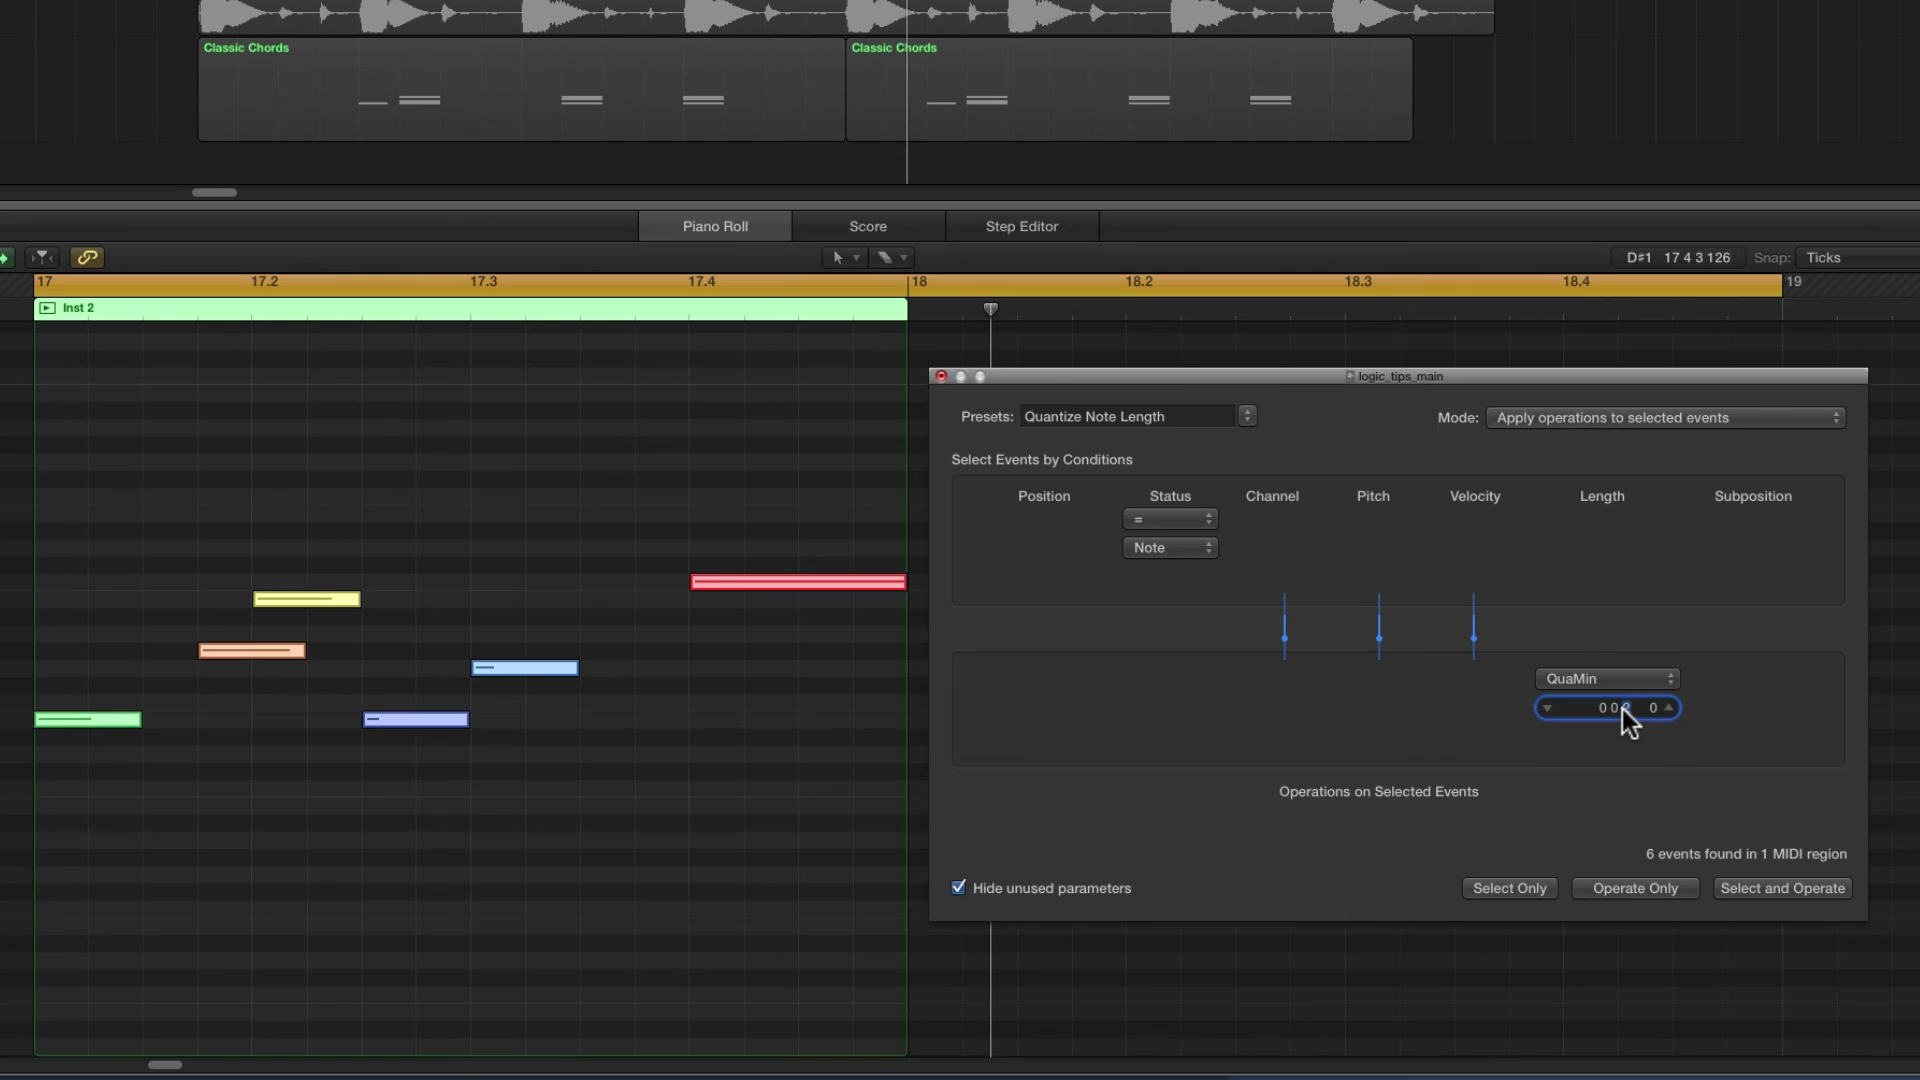 Classic Chords Classic Chords
Piano Roll Score Step Editor
D♯1 17 4 3 126 Snap: Ticks
17 17.2 17.3 17.4 18 18.2 18.3 18.4 19
Inst 2
logic_tips_main
Presets: Quantize Note Length Mode: Apply operations to selected events
Select Events by Conditions
Position Status Channel Pitch Velocity Length Subposition
=
Note
QuaMin
0 0 2 0
Operations on Selected Events
6 events found in 1 MIDI region
Hide unused parameters Select Only Operate Only Select and Operate